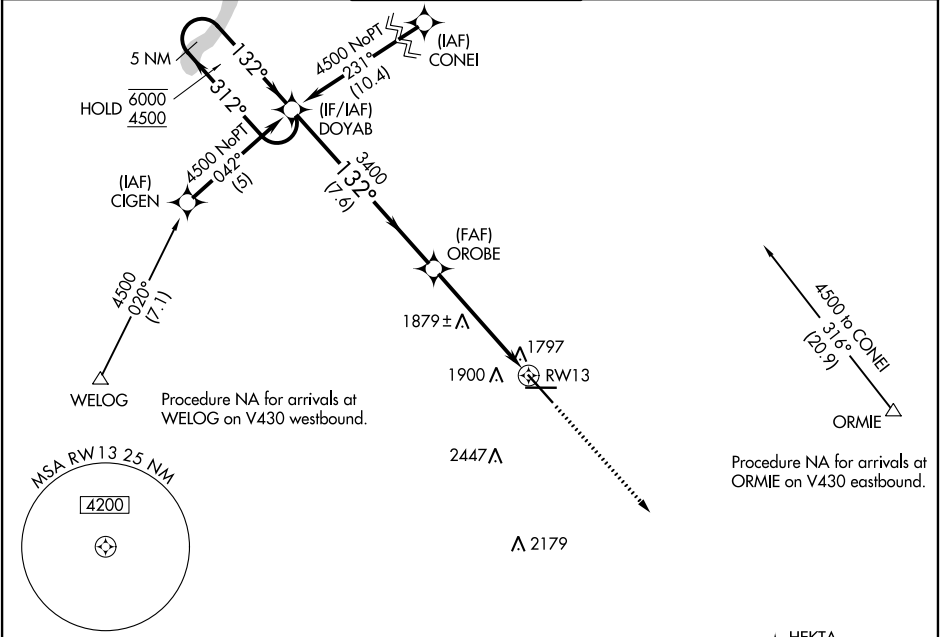 (IAF)
CONEI
4500 NoPT
231°
(10.4)
5 NM
132°
312°
HOLD
6000
4500
(IF/IAF)
DOYAB
4500 NoPT
042°
(5)
(IAF)
CIGEN
3400
132°
(7.6)
(FAF)
OROBE
4500
020°
(7.1)
WELOG
Procedure NA for arrivals at
WELOG on V430 westbound.
1879 ±
1797
1900
RW13
2447
2179
4500 to CONEI
316°
(20.9)
ORMIE
Procedure NA for arrivals at
ORMIE on V430 eastbound.
MSA RW13 25 NM
4200
HEKTA